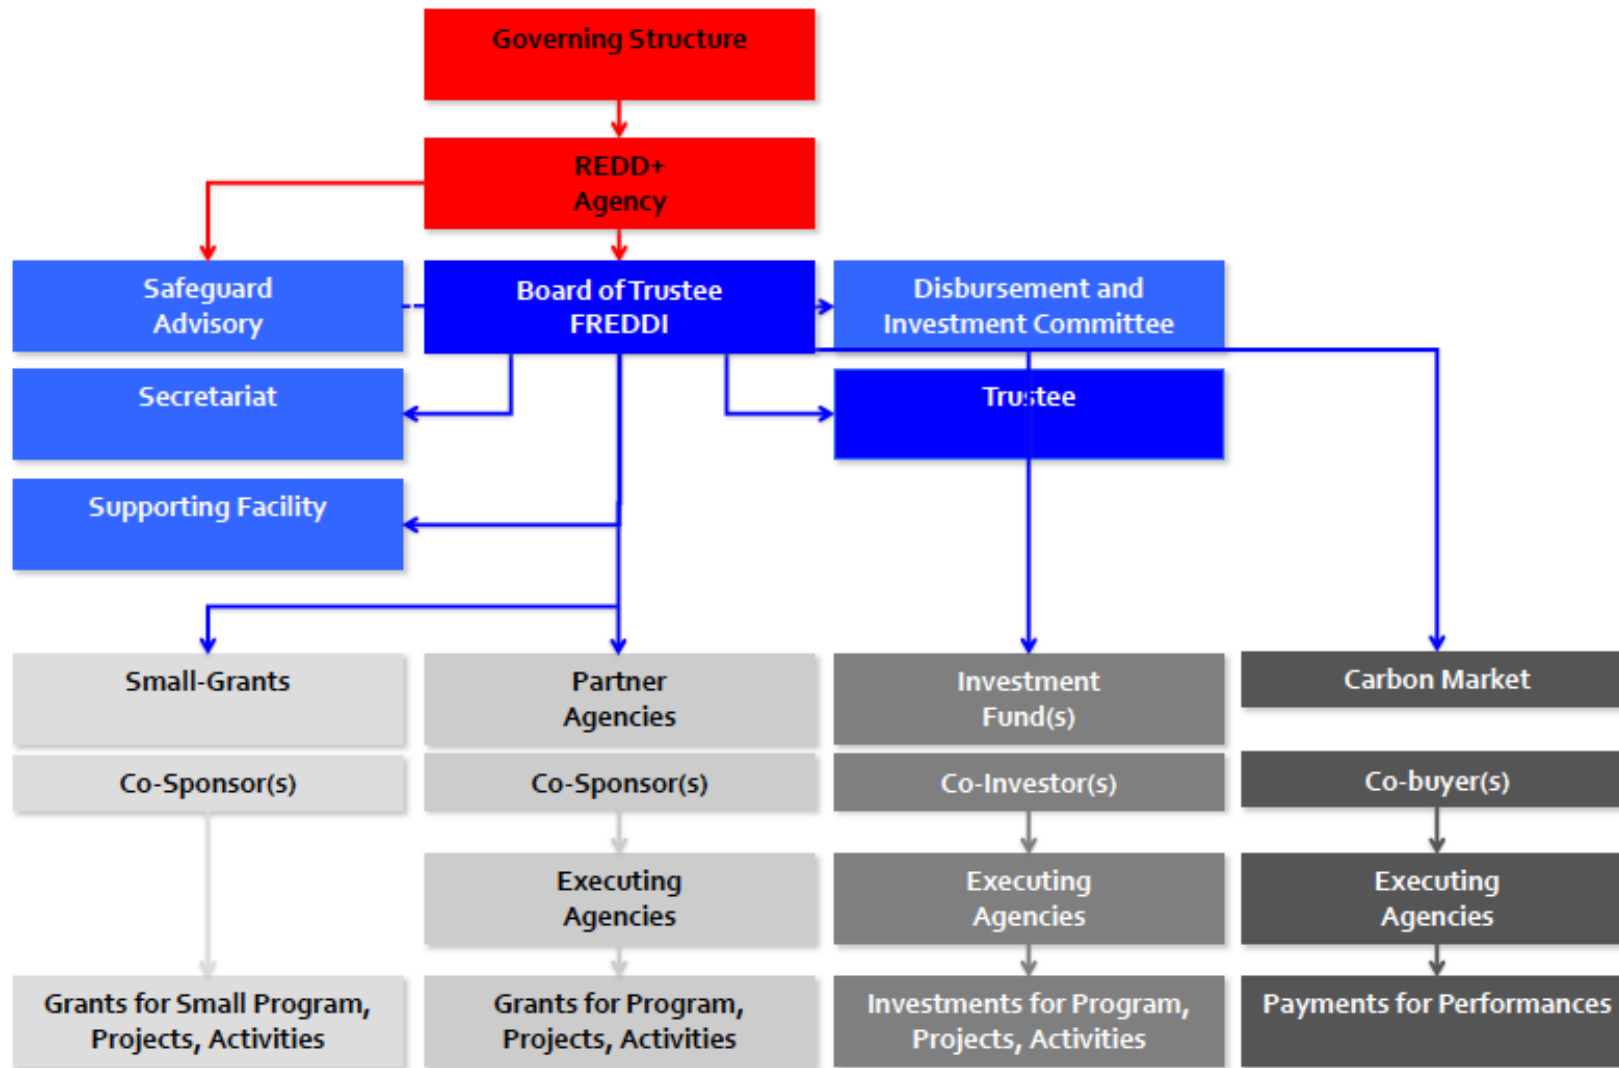 Governing Structure
REDD+
Agency
Safeguard
Advisory
Board of Trustee
FREDDI
Disbursement and
Investment Committee
Secretariat
Trustee
Supporting Facility
Small-Grants
Partner
Agencies
Investment
Fund(s)
Carbon Market
Co-Sponsor(s)
Co-Sponsor(s)
Co-Investor(s)
Co-buyer(s)
Executing
Agencies
Executing
Agencies
Executing
Agencies
Grants for Small Program,
Projects, Activities
Grants for Program,
Projects, Activities
Investments for Program,
Projects, Activities
Payments for Performances